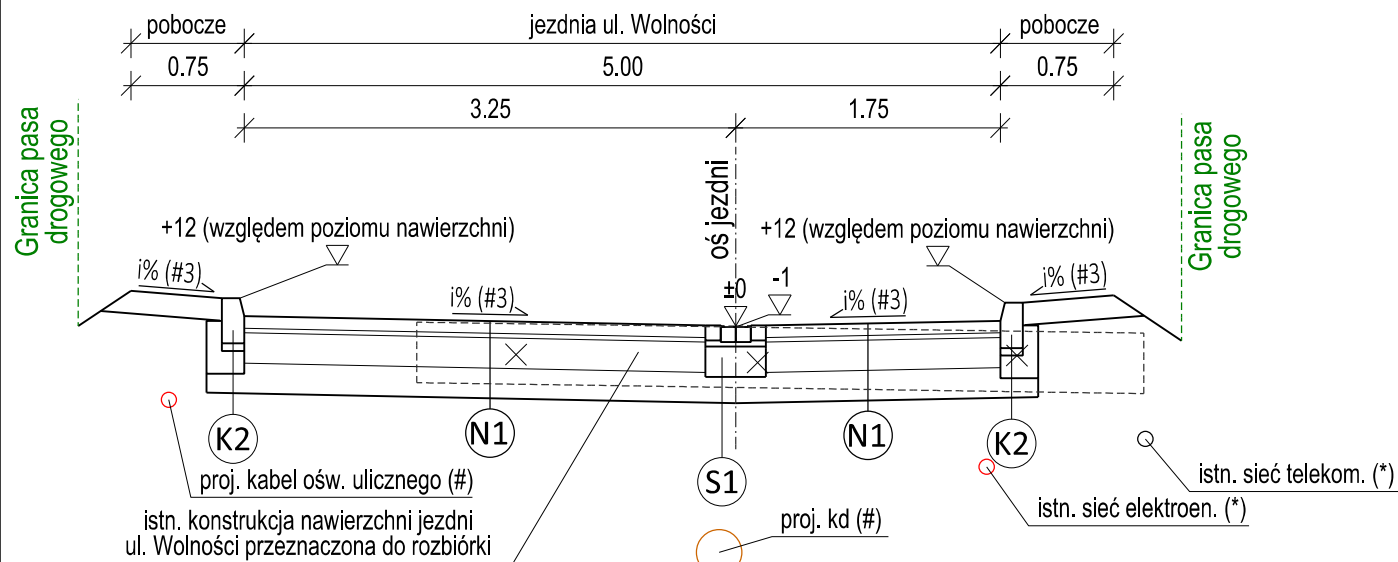 pobocze
jezdnia ul. Wolności
pobocze
0.75
5.00
0.75
3.25
1.75
Granica pasa
drogowego
oś jezdni
Granica pasa
drogowego
+12 (względem poziomu nawierzchni)
+12 (względem poziomu nawierzchni)
i% (#3)
i% (#3)
±0
-1
i% (#3)
i% (#3)
K2
N1
S1
N1
K2
proj. kabel ośw. ulicznego (#)
istn. sieć telekom. (*)
istn. sieć elektroen. (*)
istn. konstrukcja nawierzchni jezdni
ul. Wolności przeznaczona do rozbiórki
proj. kd (#)